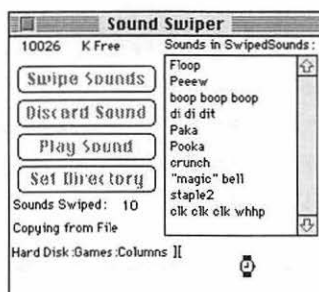 Sound Swiper
10026 K Free
Sounds in SwipedSounds:
Swipe Sounds
Discard Sound
Play Sound
Set Directory
Sounds Swiped: 10
Copying from File
Floop
Peeew
boop boop boop
di di dit
Paka
Pooka
crunch
"magic" bell
staple2
clk clk clk whhp
Hard Disk:Games:Columns ][